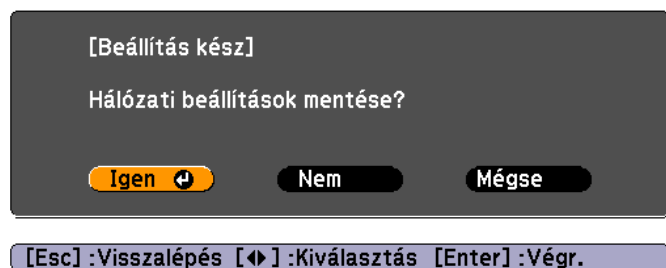 [Beállítás kész]
Hálózati beállítások mentése?
Igen Nem Mégse
[Esc] :Visszalépés [◆] :Kiválasztás [Enter] :Végr.